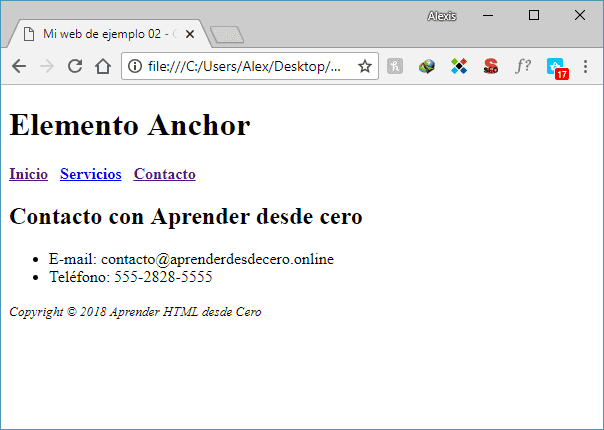 Alexis
Mi web de ejemplo 02 - C
file:///C:/Users/Alex/Desktop/...
f?
17
Elemento Anchor
Inicio Servicios Contacto
Contacto con Aprender desde cero
• E-mail: contacto@aprenderdesdecero.online
• Teléfono: 555-2828-5555
Copyright © 2018 Aprender HTML desde Cero